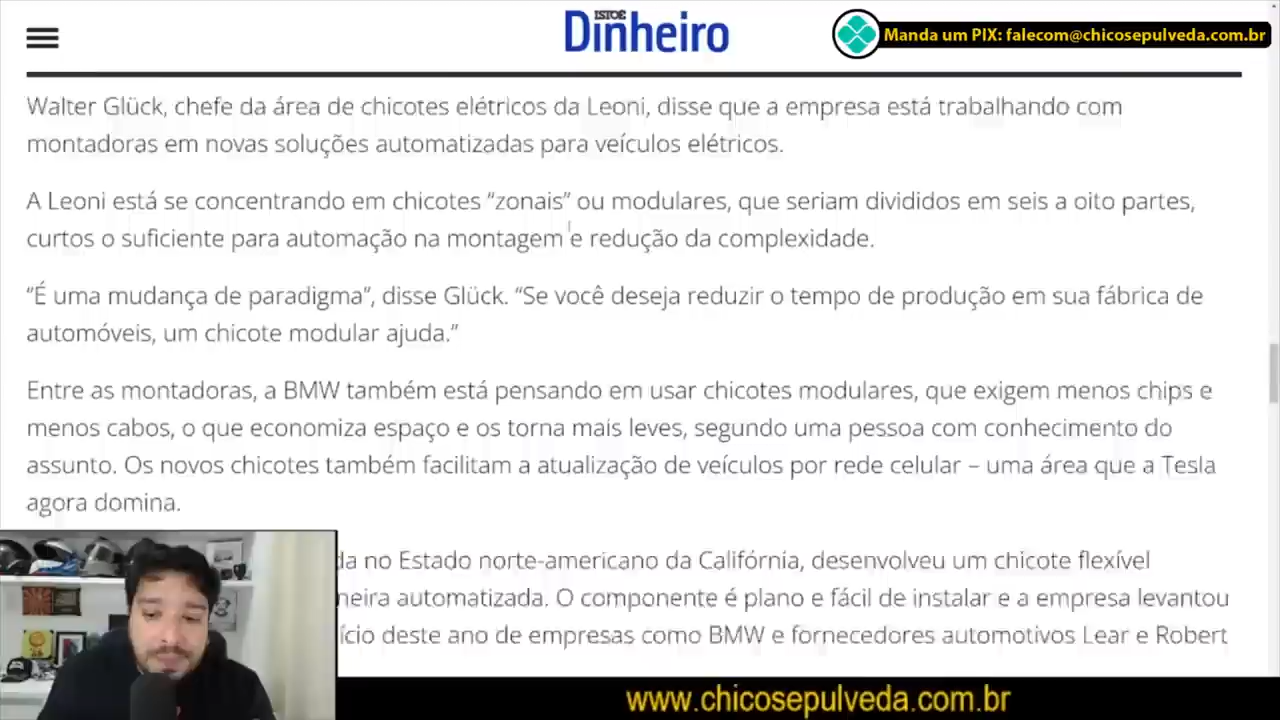 ISTOÉ
Dinheiro
Manda um PIX: falecom@chicosepulveda.com.br
Walter Glück, chefe da área de chicotes elétricos da Leoni, disse que a empresa está trabalhando com
montadoras em novas soluções automatizadas para veículos elétricos.
A Leoni está se concentrando em chicotes “zonais” ou modulares, que seriam divididos em seis a oito partes,
curtos o suficiente para automação na montagem e redução da complexidade.
“É uma mudança de paradigma”, disse Glück. “Se você deseja reduzir o tempo de produção em sua fábrica de
automóveis, um chicote modular ajuda.”
Entre as montadoras, a BMW também está pensando em usar chicotes modulares, que exigem menos chips e
menos cabos, o que economiza espaço e os torna mais leves, segundo uma pessoa com conhecimento do
assunto. Os novos chicotes também facilitam a atualização de veículos por rede celular – uma área que a Tesla
agora domina.
da no Estado norte-americano da Califórnia, desenvolveu um chicote flexível
neira automatizada. O componente é plano e fácil de instalar e a empresa levantou
ício deste ano de empresas como BMW e fornecedores automotivos Lear e Robert
www.chicosepulveda.com.br